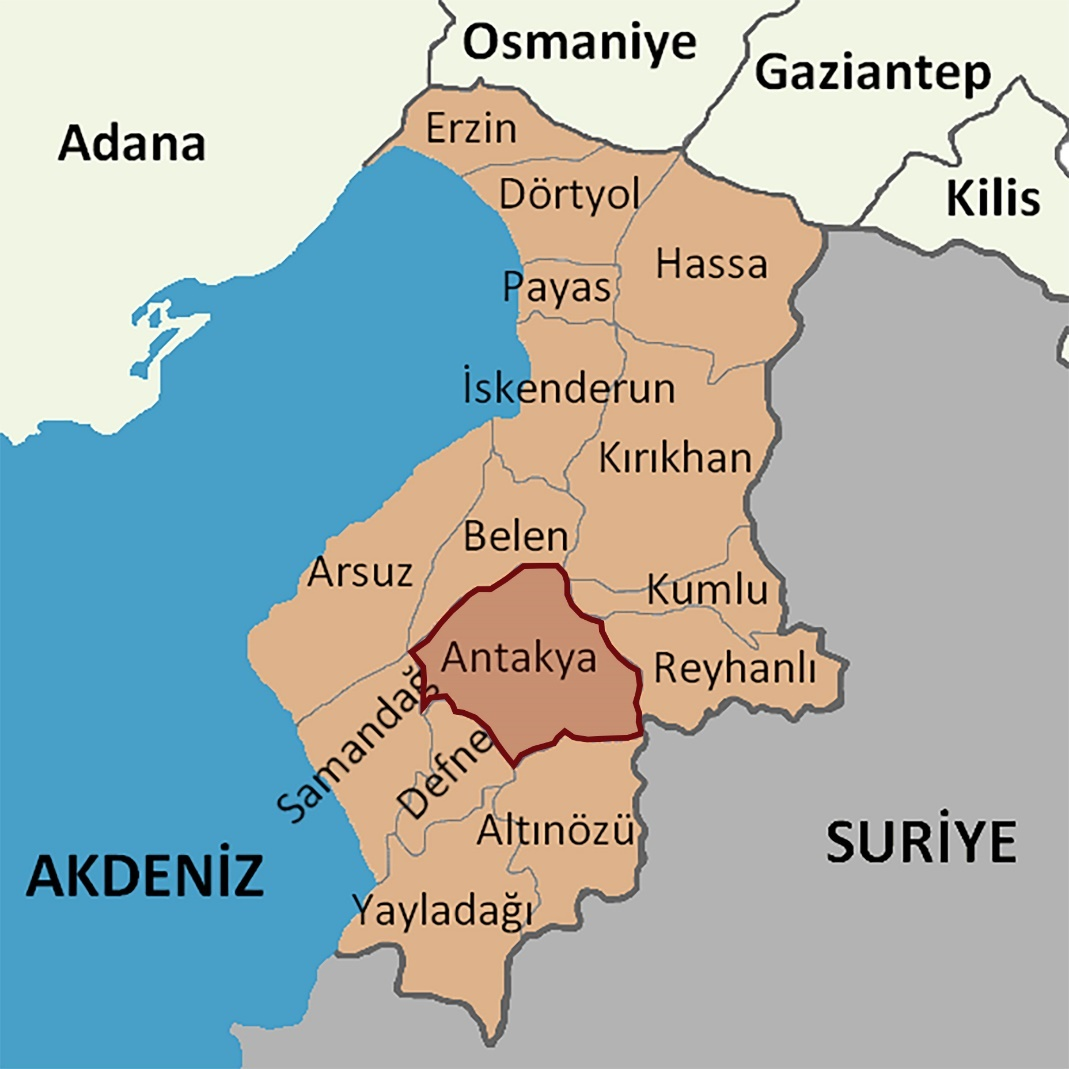 Osmaniye
Gaziantep
Adana
Erzin
Kilis
Dörtyol
Hassa
Payas
İskenderun
Kırıkhan
Belen
Arsuz
Kumlu
Antakya
Reyhanlı
Samandağ
Defne
Altınözü
SURİYE
AKDENİZ
Yayladağı